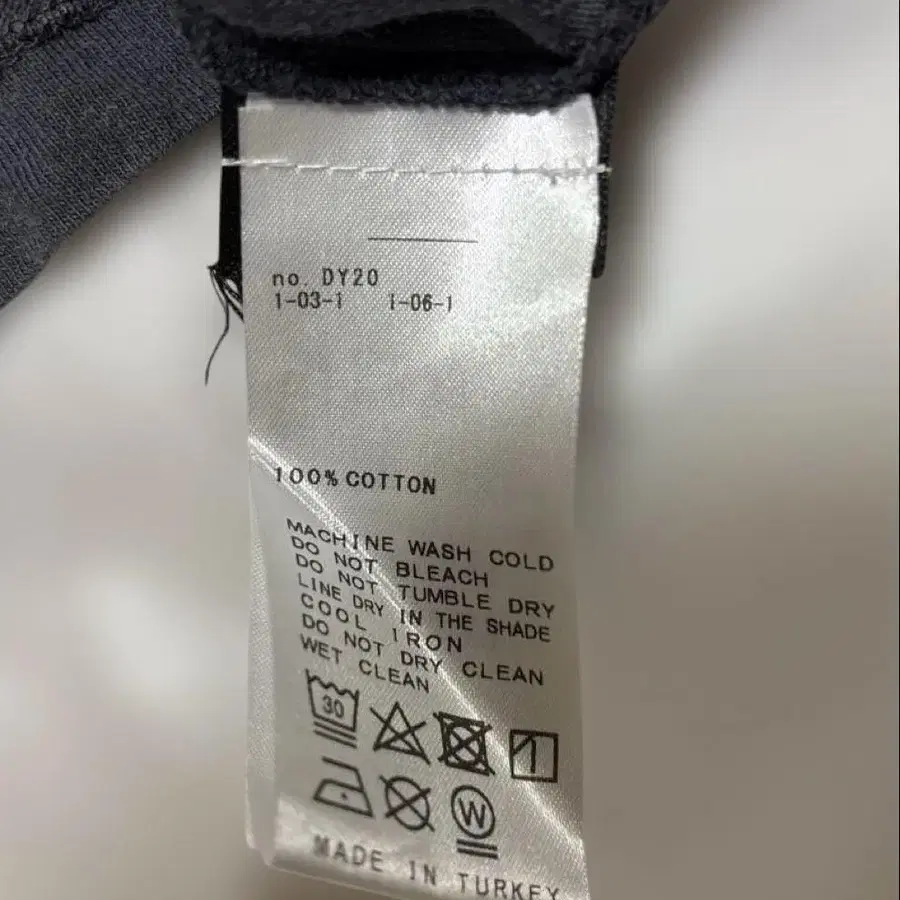 no. DY20
1-03-1 1-06-1
100% COTTON
MACHINE WASH COLD
DO NOT BLEACH
DO NOT TUMBLE DRY
LINE DRY IN THE SHADE
COOL IRON
DO NOT DRY CLEAN
WET CLEAN
30
W
MADE IN TURKEY